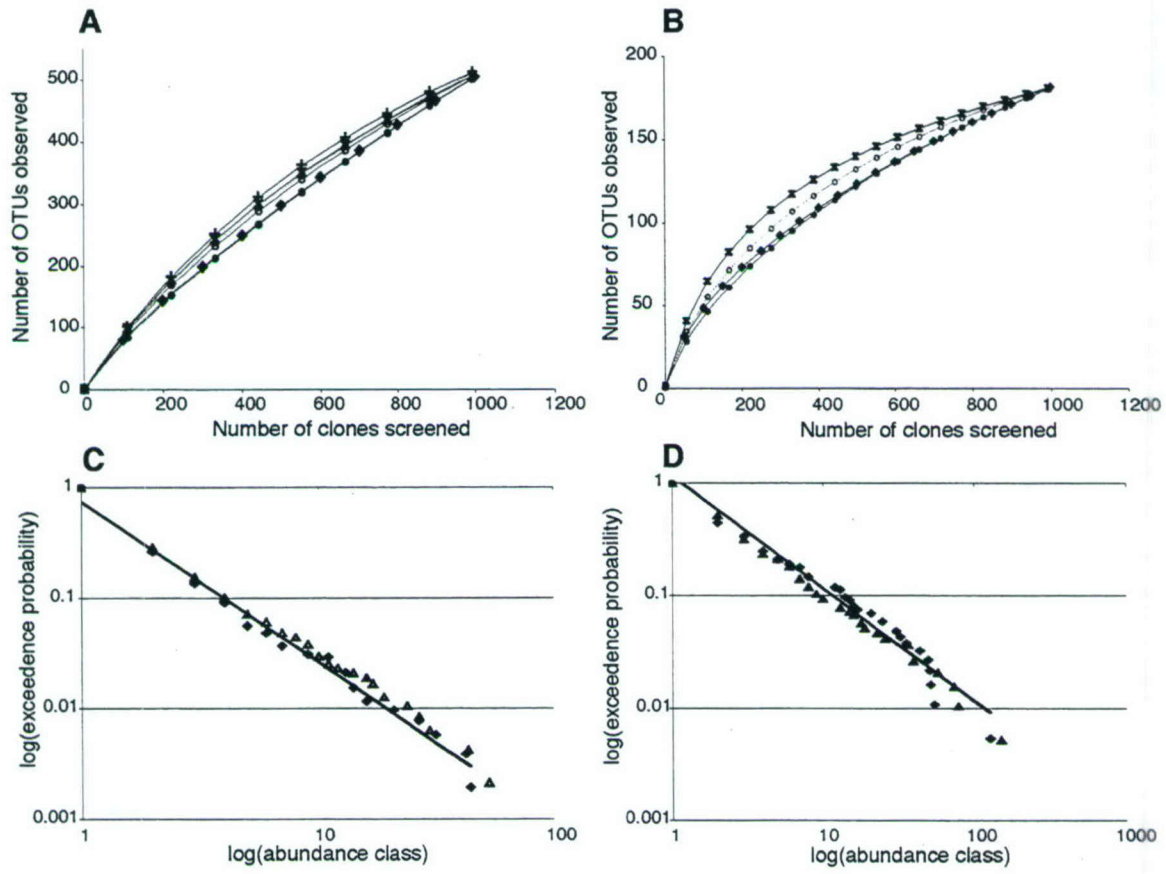 A
B
Number of OTUs observed
500
400
300
200
100
0
0 200 400 600 800 1000 1200
Number of clones screened
Number of OTUs observed
200
150
100
50
0
0 200 400 600 800 1000 1200
Number of clones screened
C
D
log(exceedence probability)
1
0.1
0.01
0.001
1 10 100
log(abundance class)
log(exceedence probability)
1
0.1
0.01
0.001
1 10 100 1000
log(abundance class)